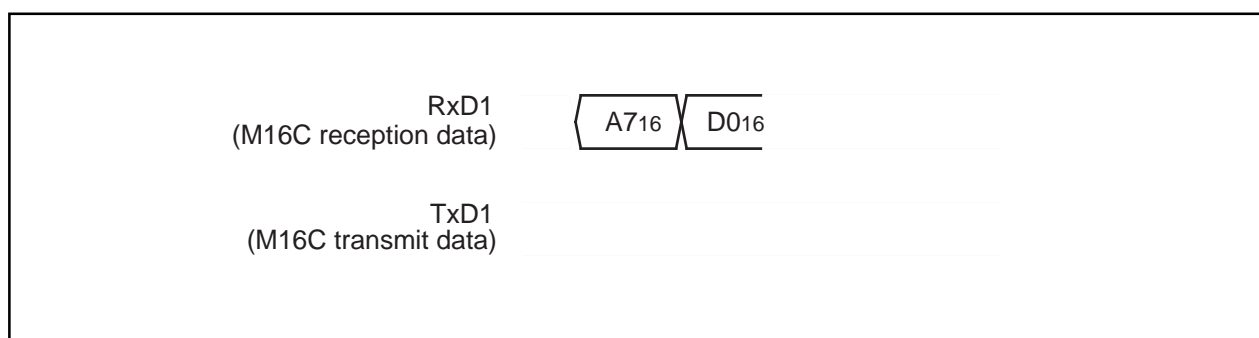 RxD1
(M16C reception data)
A716
D016
TxD1
(M16C transmit data)